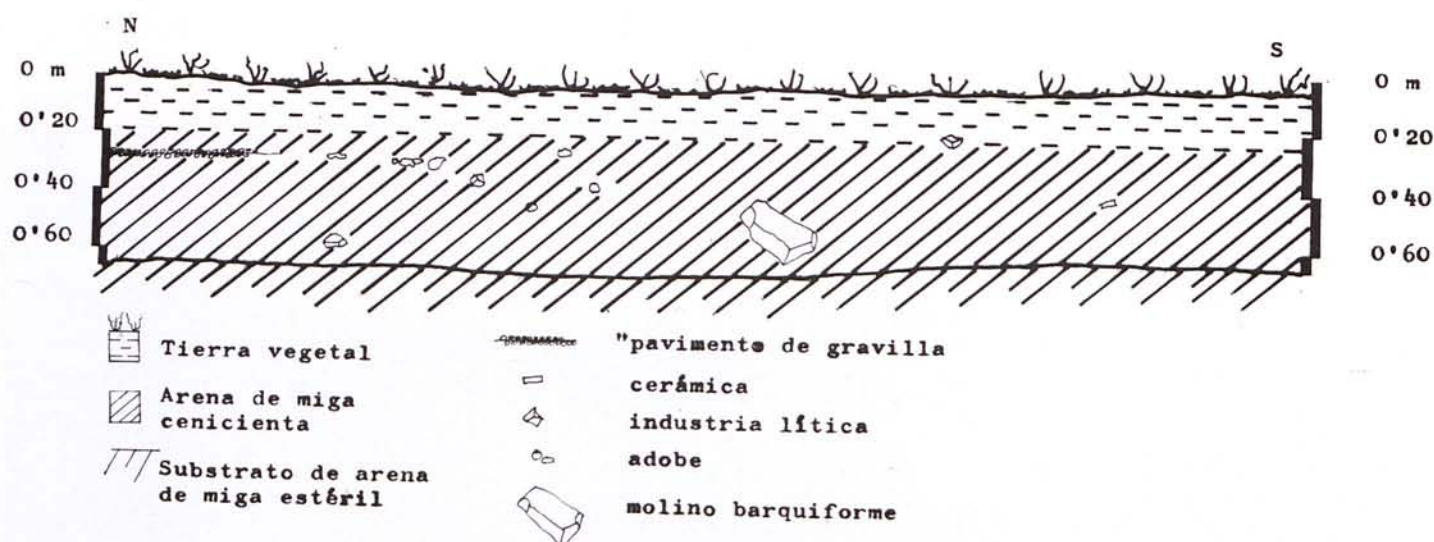 N
S
0 m
0'20
0'40
0'60
0 m
0'20
0'40
0'60
Tierra vegetal
Arena de miga
cenicienta
Substrato de arena
de miga estéril
"pavimento de gravilla
cerámica
industria lítica
adobe
molino barquiforme